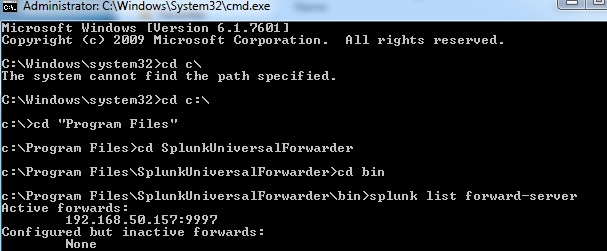 Administrator: C:\Windows\System32\cmd.exe
Microsoft Windows [Version 6.1.7601]
Copyright (c) 2009 Microsoft Corporation.  All rights reserved.
C:\Windows\system32>cd c\
The system cannot find the path specified.
C:\Windows\system32>cd c:\
c:\>cd "Program Files"
c:\Program Files>cd SplunkUniversalForwarder
c:\Program Files\SplunkUniversalForwarder>cd bin
c:\Program Files\SplunkUniversalForwarder\bin>splunk list forward-server
Active forwards:
192.168.50.157:9997
Configured but inactive forwards:
None